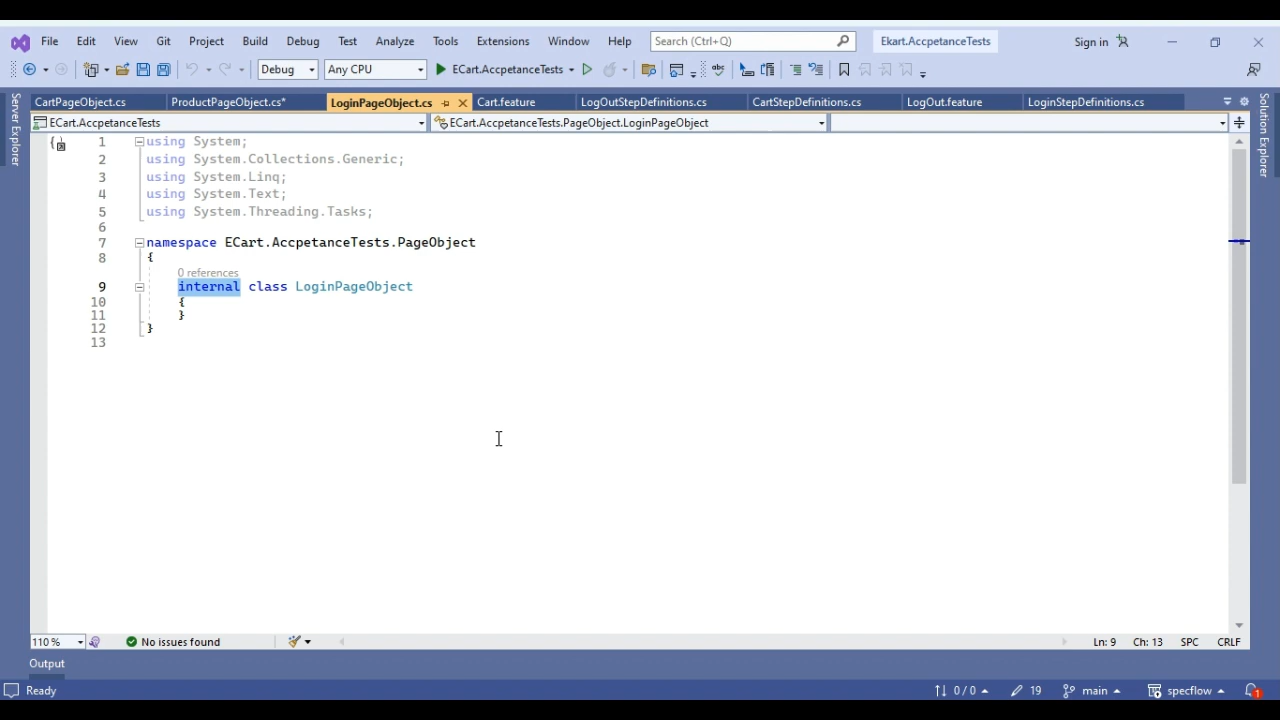 File Edit View Git Project Build Debug Test Analyze Tools Extensions Window Help Search (Ctrl+Q) Ekart.AccpetanceTests Sign in
Debug Any CPU ECart.AccpetanceTests
CartPageObject.cs ProductPageObject.cs* LoginPageObject.cs Cart.feature LogOutStepDefinitions.cs CartStepDefinitions.cs LogOut.feature LoginStepDefinitions.cs
ECart.AccpetanceTests ECart.AccpetanceTests.PageObject.LoginPageObject
Server Explorer
Solution Explorer
1 using System;
2 using System.Collections.Generic;
3 using System.Linq;
4 using System.Text;
5 using System.Threading.Tasks;
6
7 namespace ECart.AccpetanceTests.PageObject
8 {
0 references
9 internal class LoginPageObject
10 {
11 }
12 }
13
110 % No issues found Ln: 9 Ch: 13 SPC CRLF
Output
Ready 0 / 0 19 main specflow 1